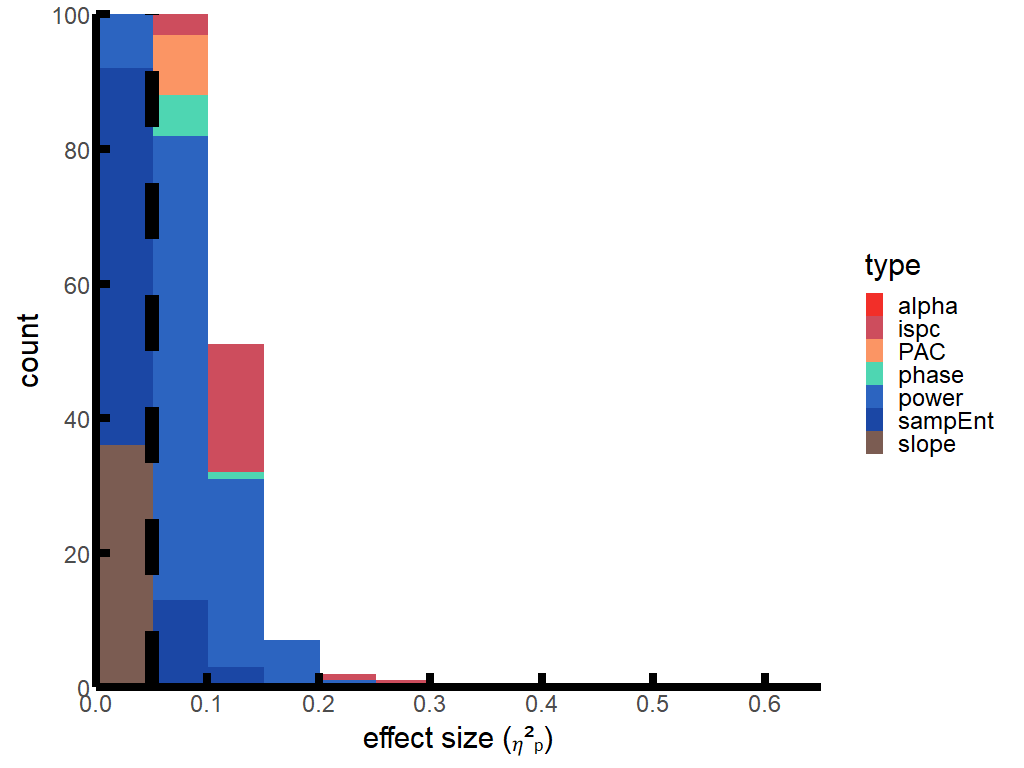 100
80
60
40
20
0
count
0.0 0.1 0.2 0.3 0.4 0.5 0.6
effect size (η²ₚ)
type
alpha
ispc
PAC
phase
power
sampEnt
slope